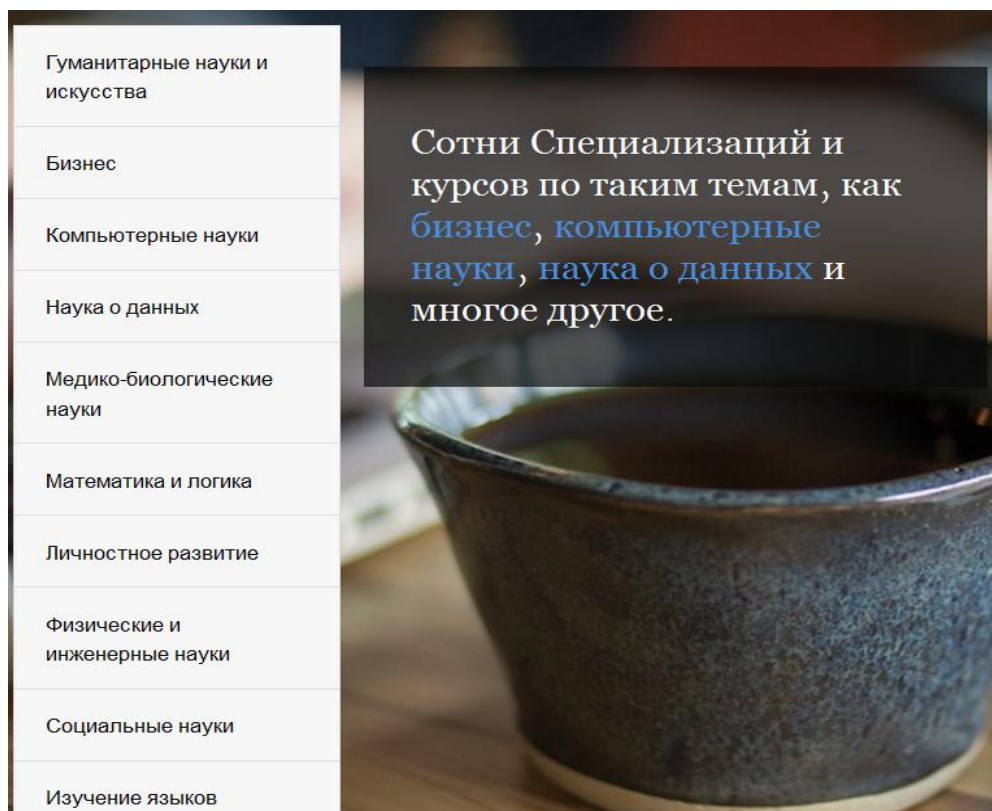 Гуманитарные науки и
искусства
Бизнес
Компьютерные науки
Наука о данных
Медико-биологические
науки
Математика и логика
Личностное развитие
Физические и
инженерные науки
Социальные науки
Изучение языков
Сотни Специализаций и
курсов по таким темам, как
бизнес, компьютерные
науки, наука о данных и
многое другое.